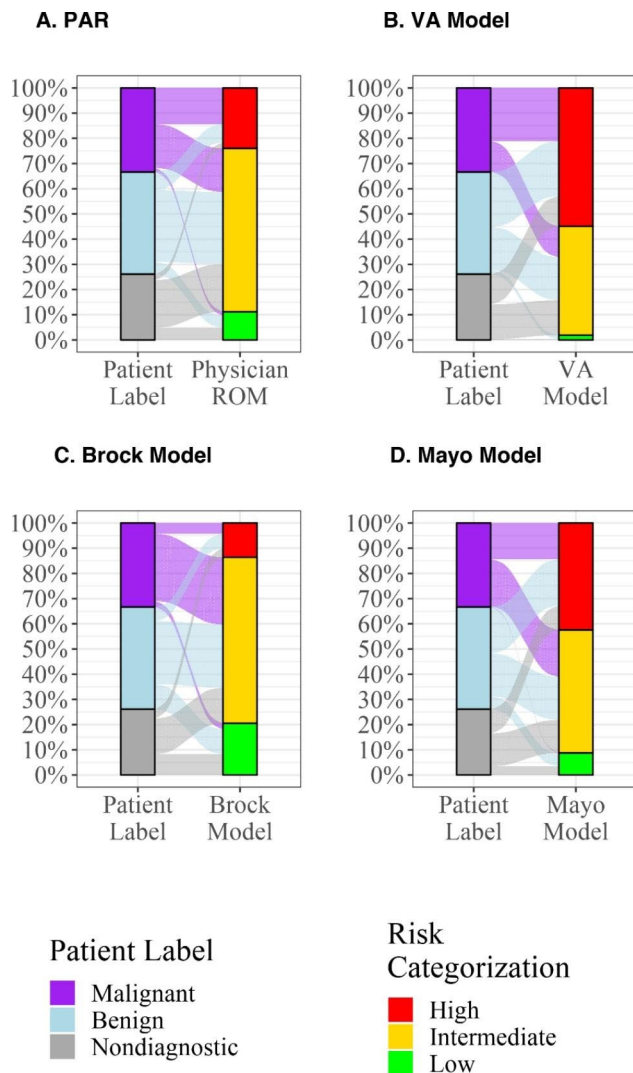 A. PAR
100%
90%
80%
70%
60%
50%
40%
30%
20%
10%
0%
Patient
Label
Physician
ROM
B. VA Model
100%
90%
80%
70%
60%
50%
40%
30%
20%
10%
0%
Patient
Label
VA
Model
C. Brock Model
100%
90%
80%
70%
60%
50%
40%
30%
20%
10%
0%
Patient
Label
Brock
Model
D. Mayo Model
100%
90%
80%
70%
60%
50%
40%
30%
20%
10%
0%
Patient
Label
Mayo
Model
Patient Label
Malignant
Benign
Nondiagnostic
Risk
Categorization
High
Intermediate
Low